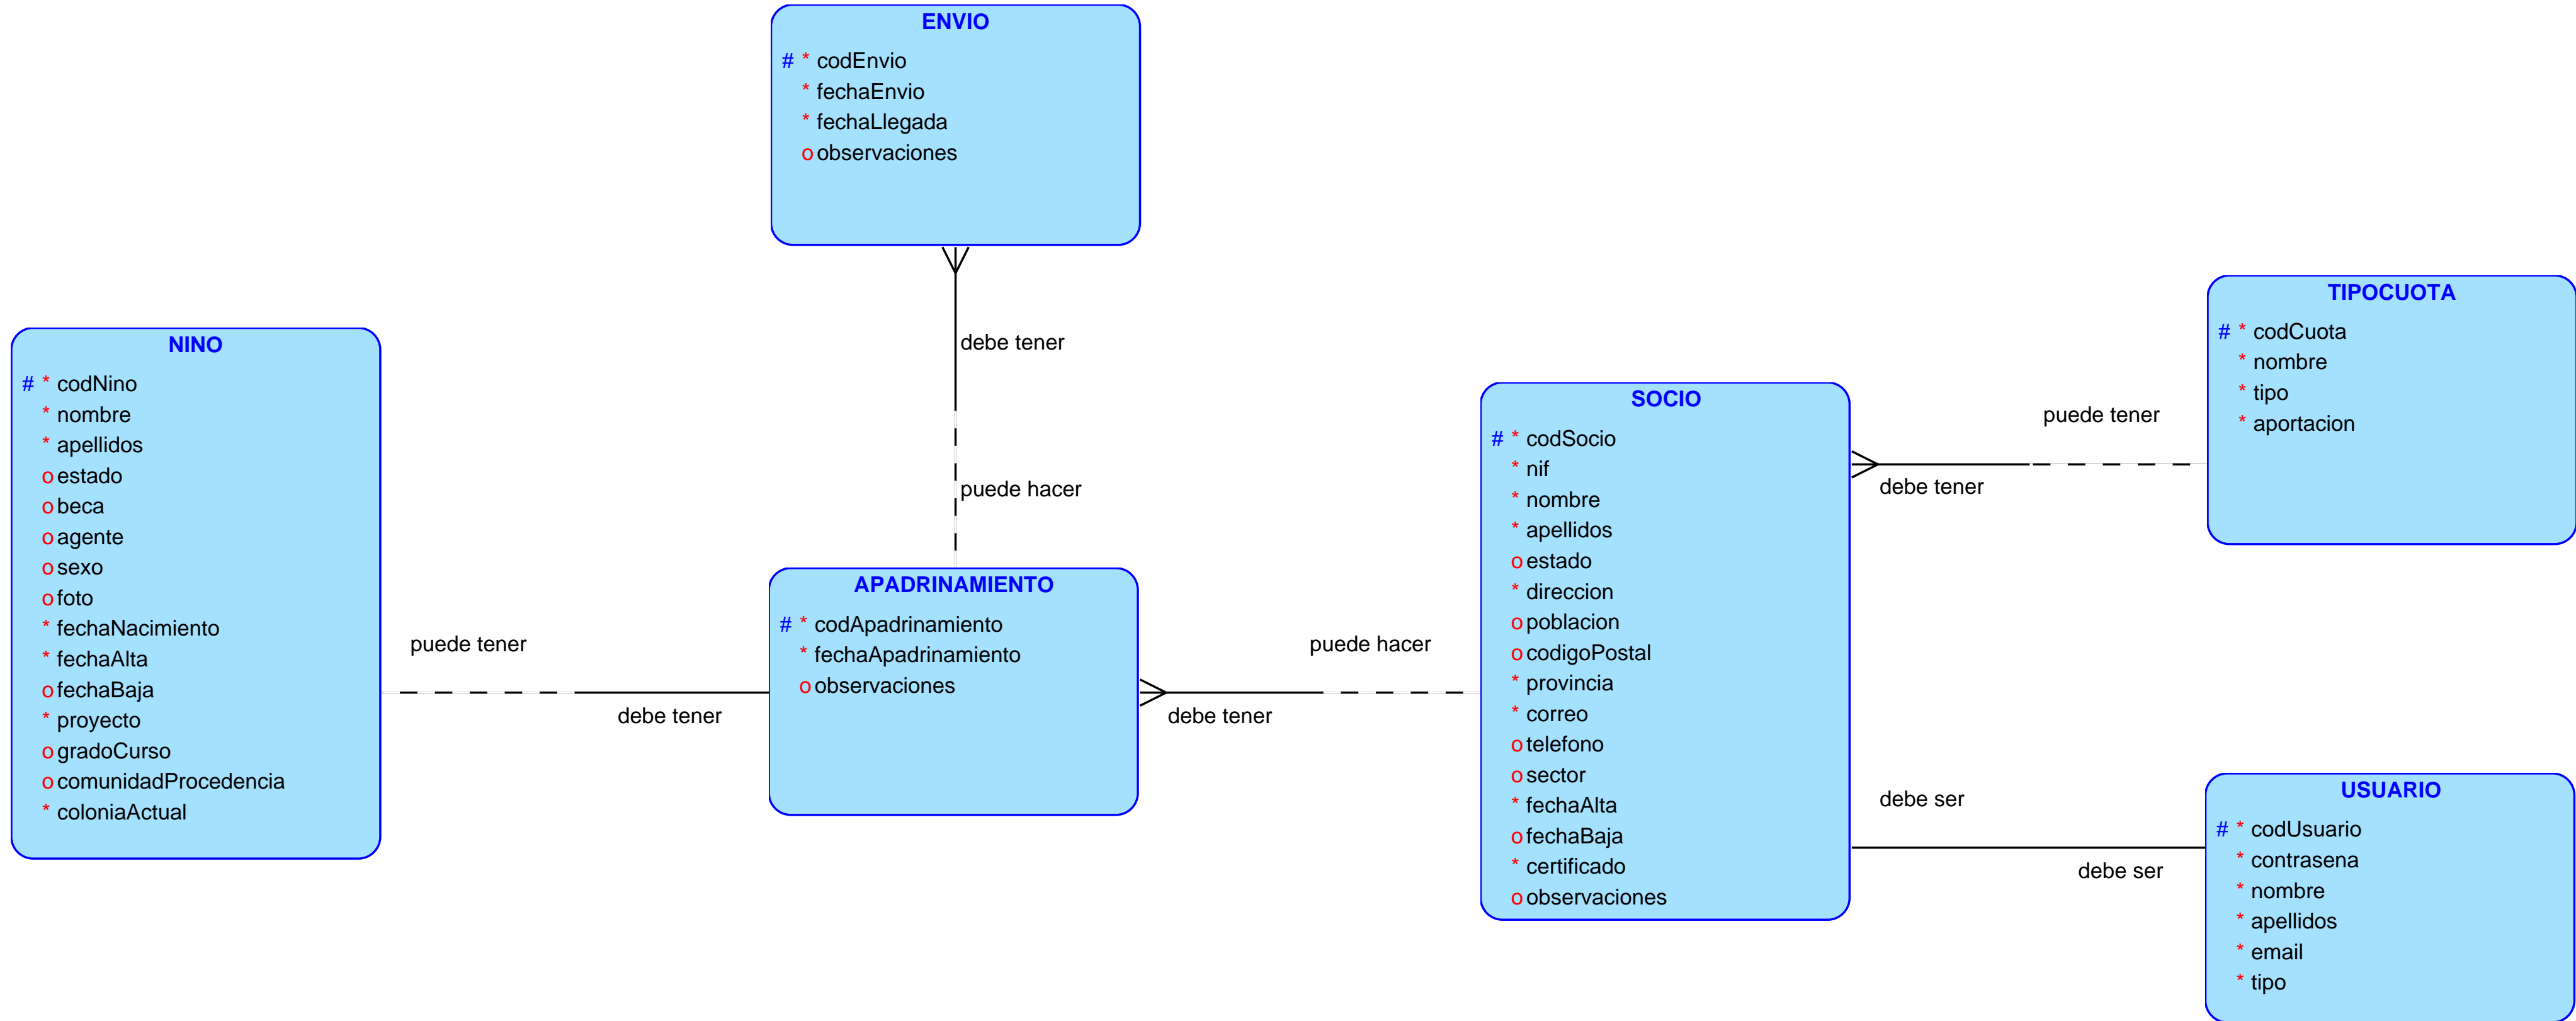 ENVIO
# * codEnvio
* fechaEnvio
* fechaLlegada
o observaciones
debe tener
puede hacer
NINO
# * codNino
* nombre
* apellidos
o estado
o beca
o agente
o sexo
o foto
* fechaNacimiento
* fechaAlta
o fechaBaja
* proyecto
o gradoCurso
o comunidadProcedencia
* coloniaActual
puede tener
debe tener
APADRINAMIENTO
# * codApadrinamiento
* fechaApadrinamiento
o observaciones
puede hacer
debe tener
SOCIO
# * codSocio
* nif
* nombre
* apellidos
o estado
* direccion
o poblacion
o codigoPostal
* provincia
* correo
o telefono
o sector
* fechaAlta
o fechaBaja
* certificado
o observaciones
puede tener
debe tener
TIPOCUOTA
# * codCuota
* nombre
* tipo
* aportacion
debe ser
debe ser
USUARIO
# * codUsuario
* contrasena
* nombre
* apellidos
* email
* tipo